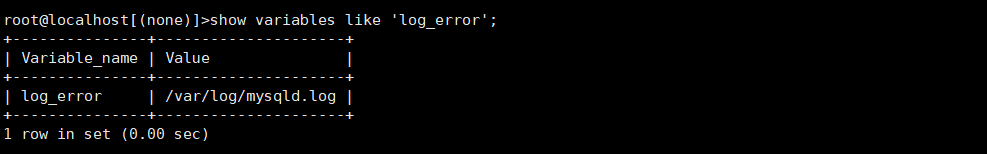 root@localhost[(none)]>show variables like 'log_error';
+---------------+---------------------+
| Variable_name | Value               |
+---------------+---------------------+
| log_error     | /var/log/mysqld.log |
+---------------+---------------------+
1 row in set (0.00 sec)